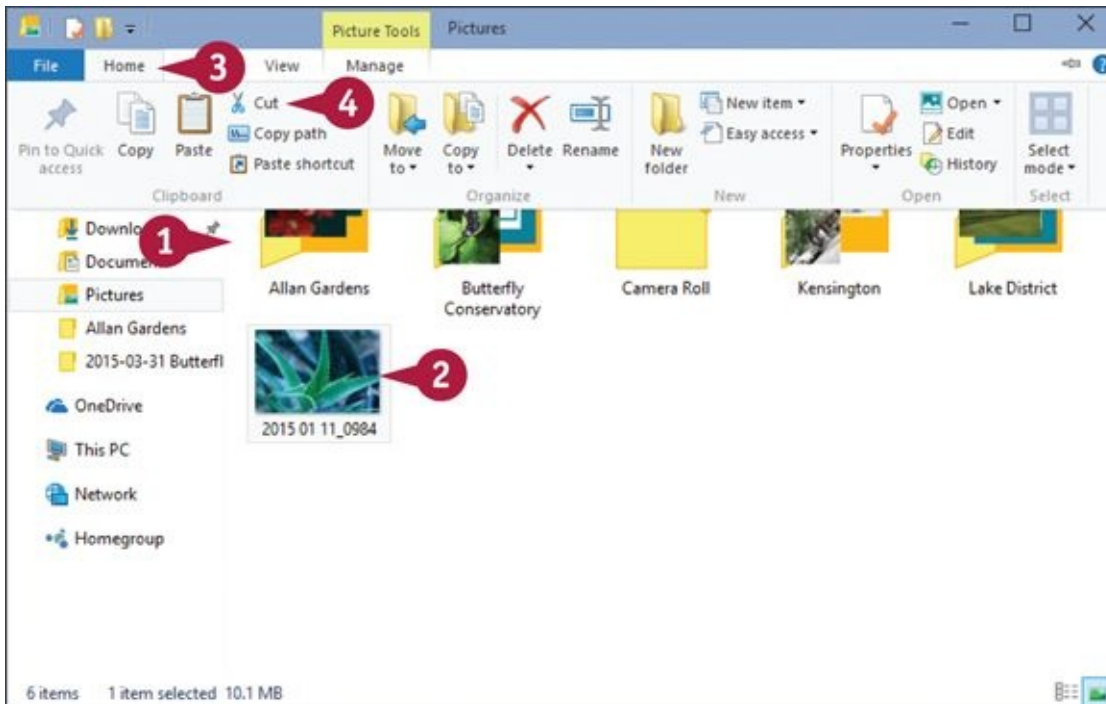 Picture Tools Pictures
File Home View Manage
3
Cut
4
Copy path
Paste shortcut
Pin to Quick access
Copy
Paste
Clipboard
Move to
Copy to
Delete
Rename
Organize
New folder
New item
Easy access
New
Properties
Open
Edit
History
Open
Select mode
Select
1
Pictures
Allan Gardens
2015-03-31 Butterfl
OneDrive
This PC
Network
Homegroup
Allan Gardens
Butterfly
Conservatory
Camera Roll
Kensington
Lake District
2
2015 01 11_0984
6 items 1 item selected 10.1 MB